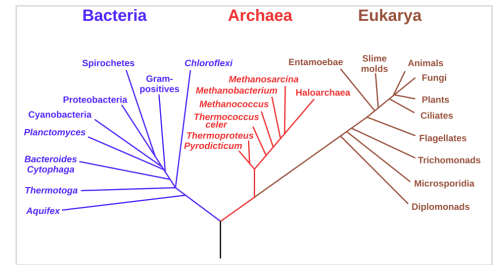 Bacteria
Archaea
Eukarya
Spirochetes
Chloroflexi
Gram-
positives
Proteobacteria
Cyanobacteria
Planctomyces
Bacteroides
Cytophaga
Thermotoga
Aquifex
Methanosarcina
Methanobacterium
Haloarchaea
Methanococcus
Thermococcus
celer
Thermoproteus
Pyrodicticum
Entamoebae
Slime
molds
Animals
Fungi
Plants
Ciliates
Flagellates
Trichomonads
Microsporidia
Diplomonads